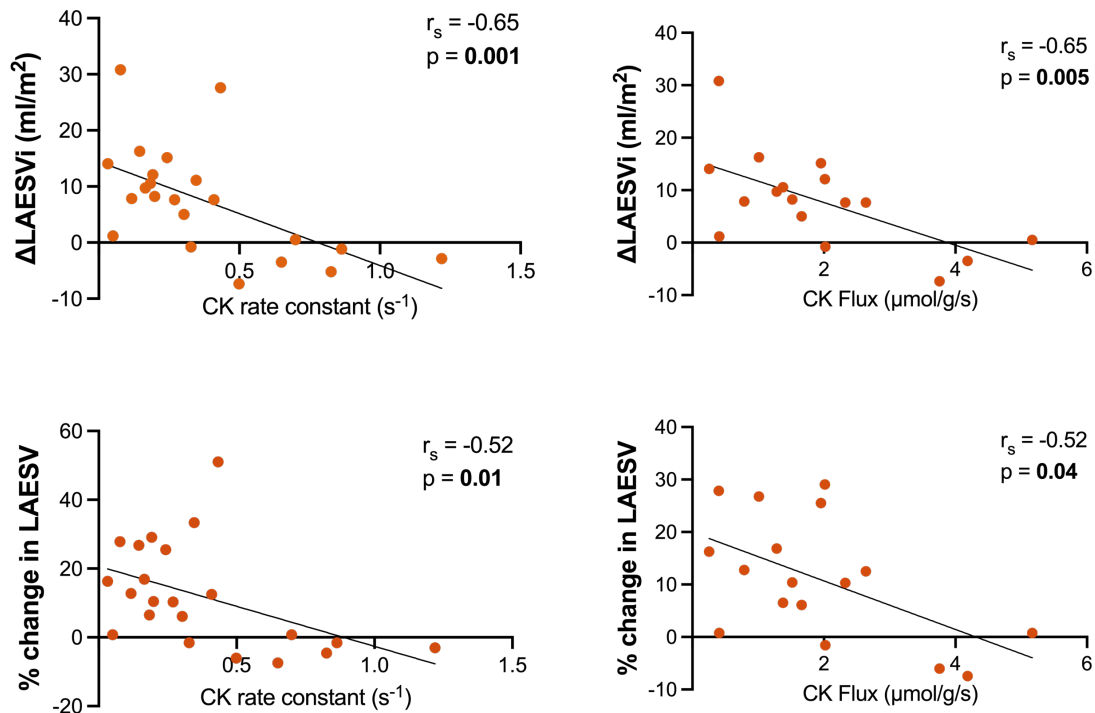 40
30
20
10
0
-10
ΔLAESVi (ml/m²)
0.5
1.0
1.5
CK rate constant (s⁻¹)
rₛ = -0.65
p = 0.001
40
30
20
10
0
-10
ΔLAESVi (ml/m²)
2
4
6
CK Flux (μmol/g/s)
rₛ = -0.65
p = 0.005
60
40
20
0
-20
% change in LAESV
0.5
1.0
1.5
CK rate constant (s⁻¹)
rₛ = -0.52
p = 0.01
40
30
20
10
0
-10
% change in LAESV
2
4
6
CK Flux (μmol/g/s)
rₛ = -0.52
p = 0.04